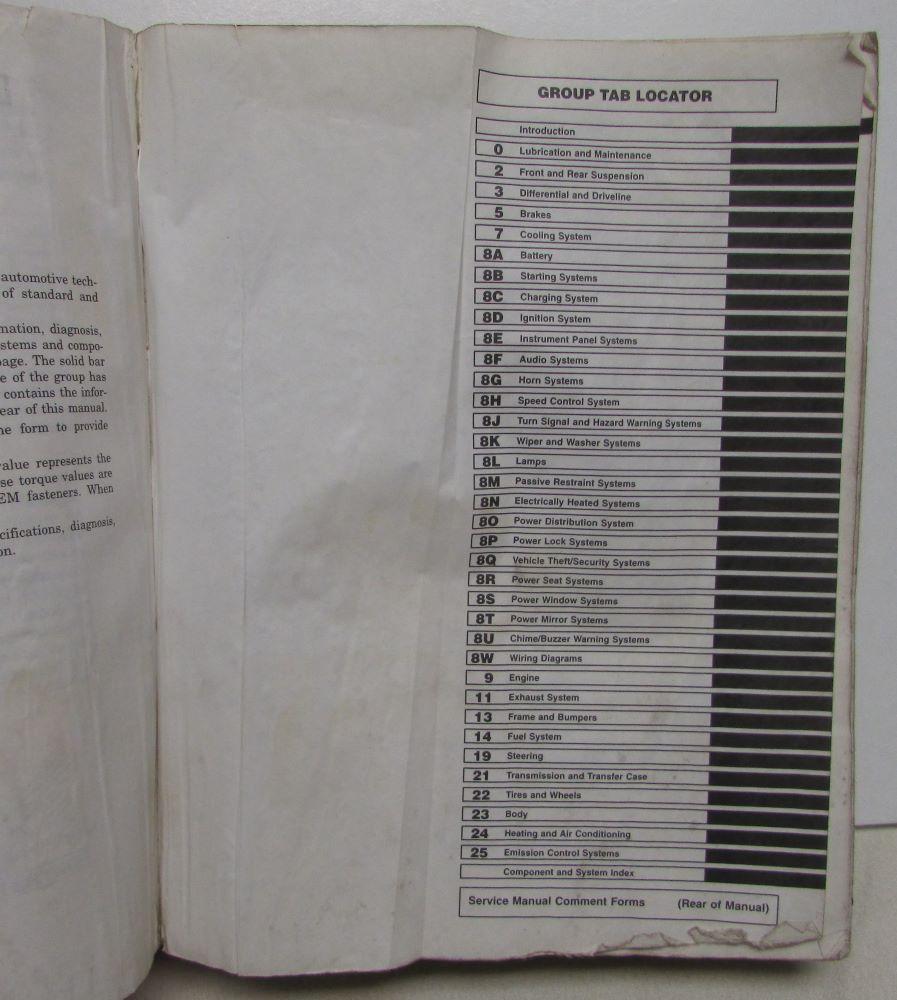 automotive tech-
of standard and
mation, diagnosis,
stems and compo-
page. The solid bar
e of the group has
contains the infor-
ear of this manual.
ne form to provide
value represents the
se torque values are
EM fasteners. When
cifications, diagnosis,
on.
GROUP TAB LOCATOR
Introduction
0 Lubrication and Maintenance
2 Front and Rear Suspension
3 Differential and Driveline
5 Brakes
7 Cooling System
8A Battery
8B Starting Systems
8C Charging System
8D Ignition System
8E Instrument Panel Systems
8F Audio Systems
8G Horn Systems
8H Speed Control System
8J Turn Signal and Hazard Warning Systems
8K Wiper and Washer Systems
8L Lamps
8M Passive Restraint Systems
8N Electrically Heated Systems
8O Power Distribution System
8P Power Lock Systems
8Q Vehicle Theft/Security Systems
8R Power Seat Systems
8S Power Window Systems
8T Power Mirror Systems
8U Chime/Buzzer Warning Systems
8W Wiring Diagrams
9 Engine
11 Exhaust System
13 Frame and Bumpers
14 Fuel System
19 Steering
21 Transmission and Transfer Case
22 Tires and Wheels
23 Body
24 Heating and Air Conditioning
25 Emission Control Systems
Component and System Index
Service Manual Comment Forms (Rear of Manual)